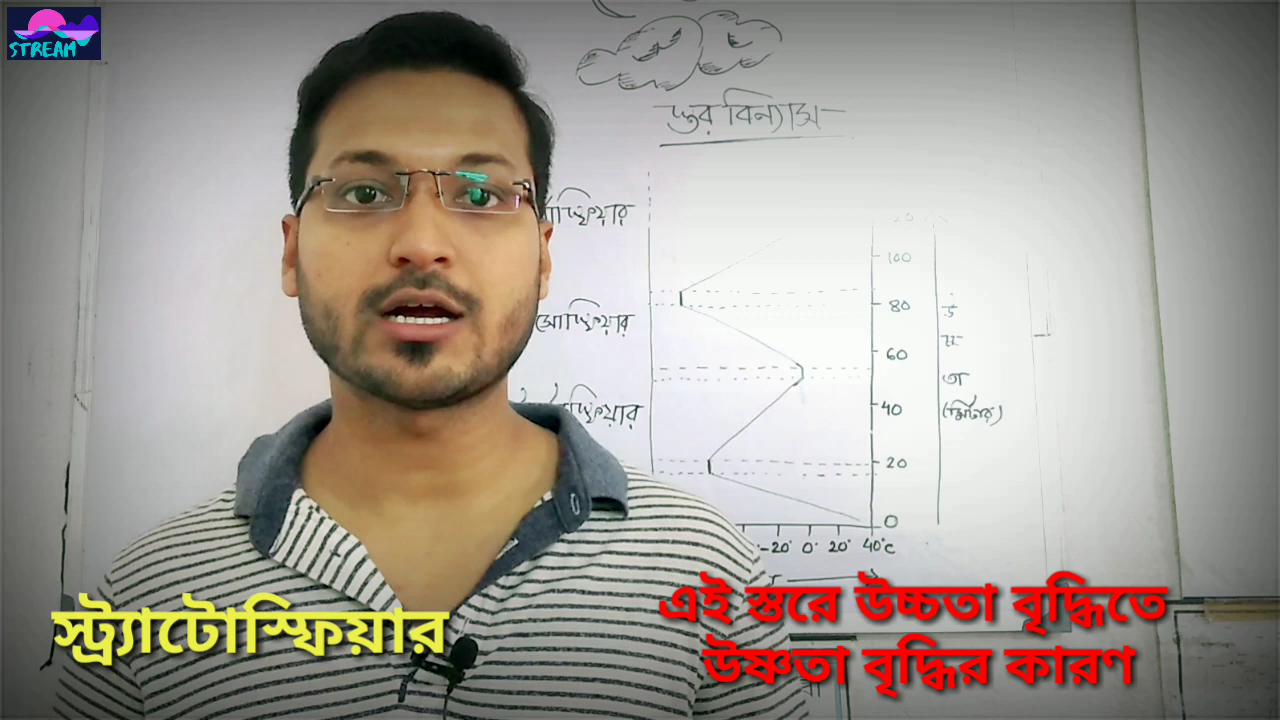 STREAM
স্তর বিন্যাস
100
80
60
40
20
0
-20° 0° 20° 40°c
উ
চ্চ
তা
স্ট্র্যাটোস্ফিয়ার
এই স্তরে উচ্চতা বৃদ্ধিতে
উষ্ণতা বৃদ্ধির কারণ